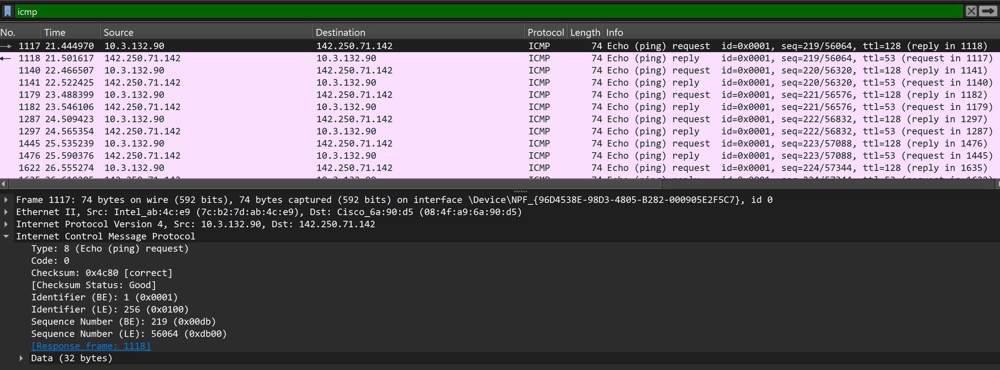 icmp
No. Time Source Destination Protocol Length Info
1117 21.444970 10.3.132.90 142.250.71.142 ICMP 74 Echo (ping) request id=0x0001, seq=219/56064, ttl=128 (reply in 1118)
1118 21.501617 142.250.71.142 10.3.132.90 ICMP 74 Echo (ping) reply id=0x0001, seq=219/56064, ttl=53 (request in 1117)
1140 22.466507 10.3.132.90 142.250.71.142 ICMP 74 Echo (ping) request id=0x0001, seq=220/56320, ttl=128 (reply in 1141)
1141 22.522425 142.250.71.142 10.3.132.90 ICMP 74 Echo (ping) reply id=0x0001, seq=220/56320, ttl=53 (request in 1140)
1179 23.488399 10.3.132.90 142.250.71.142 ICMP 74 Echo (ping) request id=0x0001, seq=221/56576, ttl=128 (reply in 1182)
1182 23.546106 142.250.71.142 10.3.132.90 ICMP 74 Echo (ping) reply id=0x0001, seq=221/56576, ttl=53 (request in 1179)
1287 24.509423 10.3.132.90 142.250.71.142 ICMP 74 Echo (ping) request id=0x0001, seq=222/56832, ttl=128 (reply in 1297)
1297 24.565354 142.250.71.142 10.3.132.90 ICMP 74 Echo (ping) reply id=0x0001, seq=222/56832, ttl=53 (request in 1287)
1445 25.535239 10.3.132.90 142.250.71.142 ICMP 74 Echo (ping) request id=0x0001, seq=223/57088, ttl=128 (reply in 1476)
1476 25.590376 142.250.71.142 10.3.132.90 ICMP 74 Echo (ping) reply id=0x0001, seq=223/57088, ttl=53 (request in 1445)
1622 26.555274 10.3.132.90 142.250.71.142 ICMP 74 Echo (ping) request id=0x0001, seq=224/57344, ttl=128 (reply in 1635)
Frame 1117: 74 bytes on wire (592 bits), 74 bytes captured (592 bits) on interface \Device\NPF_{96D4538E-98D3-4805-B282-000905E2F5C7}, id 0
Ethernet II, Src: Intel_ab:4c:e9 (7c:b2:7d:ab:4c:e9), Dst: Cisco_6a:90:d5 (08:4f:a9:6a:90:d5)
Internet Protocol Version 4, Src: 10.3.132.90, Dst: 142.250.71.142
Internet Control Message Protocol
Type: 8 (Echo (ping) request)
Code: 0
Checksum: 0x4c80 [correct]
[Checksum Status: Good]
Identifier (BE): 1 (0x0001)
Identifier (LE): 256 (0x0100)
Sequence Number (BE): 219 (0x00db)
Sequence Number (LE): 56064 (0xdb00)
[Response frame: 1118]
Data (32 bytes)